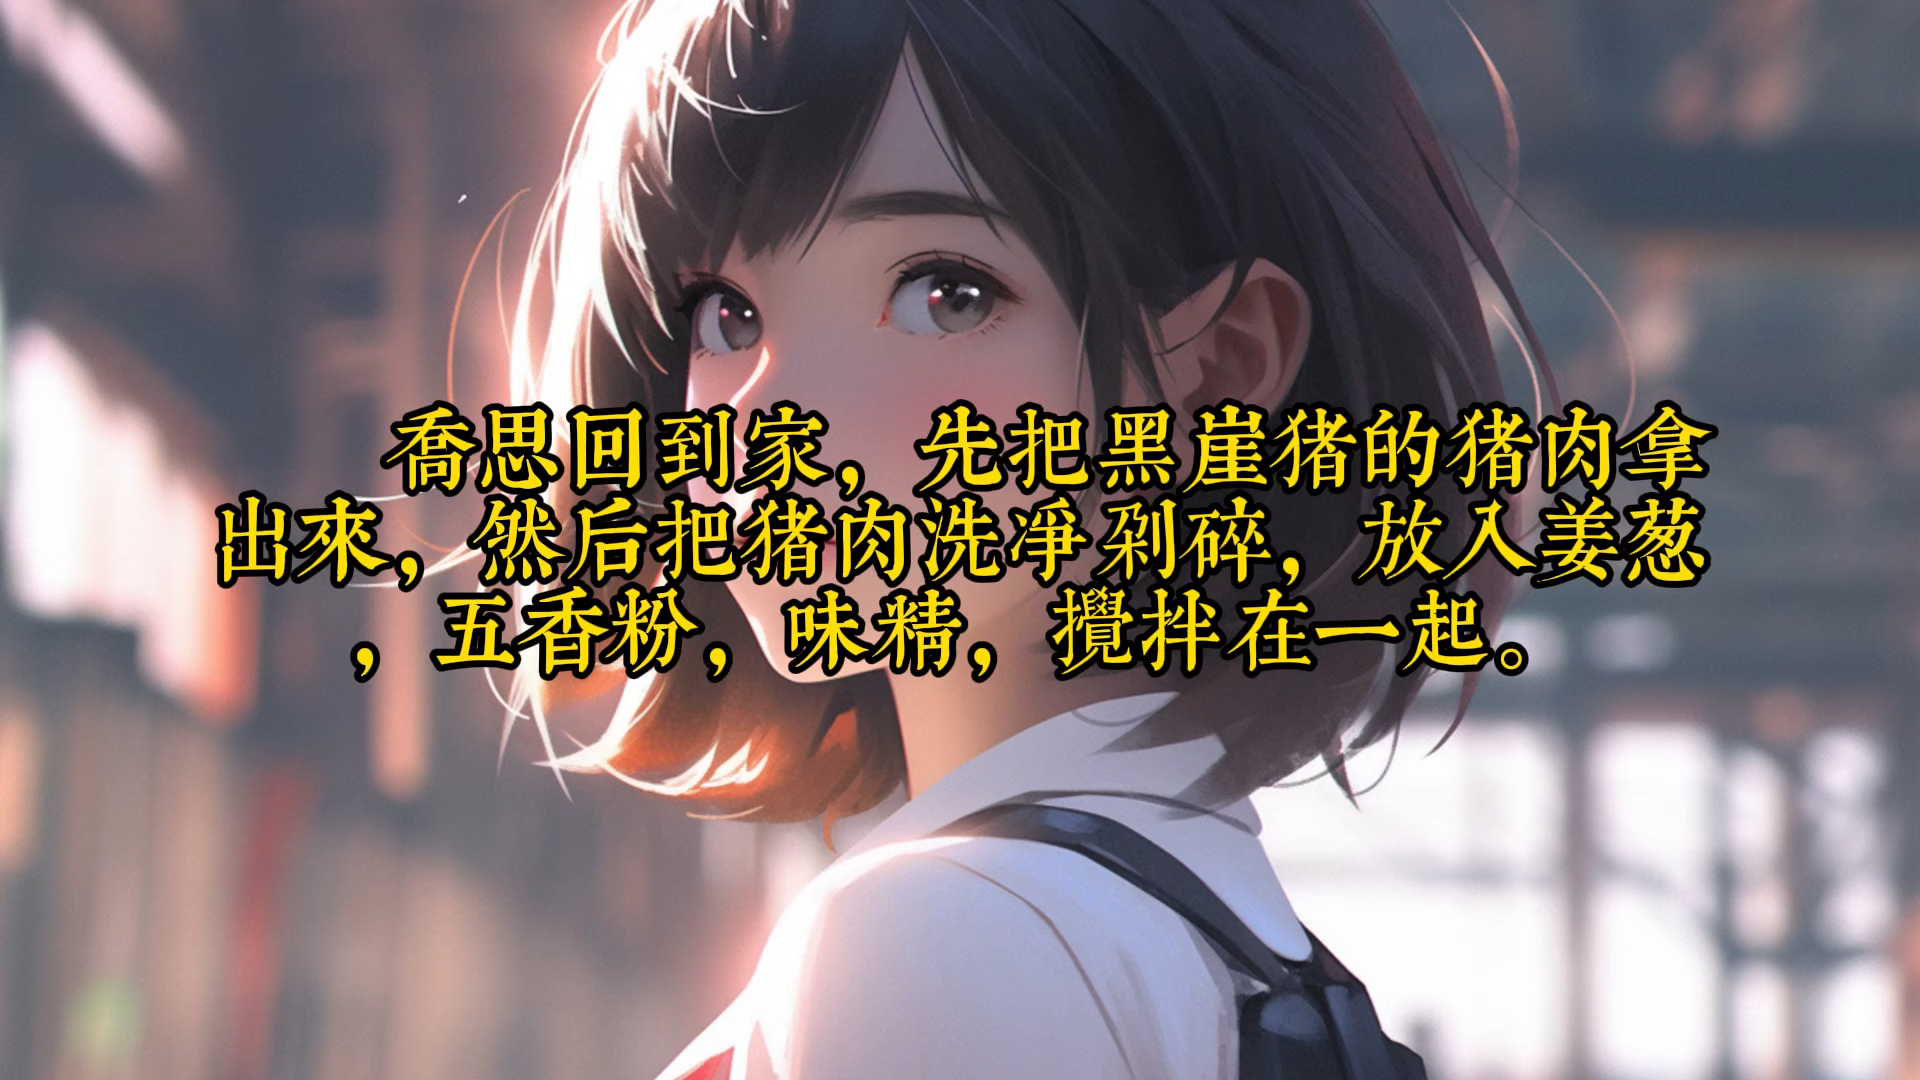 喬思回到家，先把黑崖猪的猪肉拿
出來，然后把猪肉洗凈剁碎，放入姜葱
，五香粉，味精，攪拌在一起。